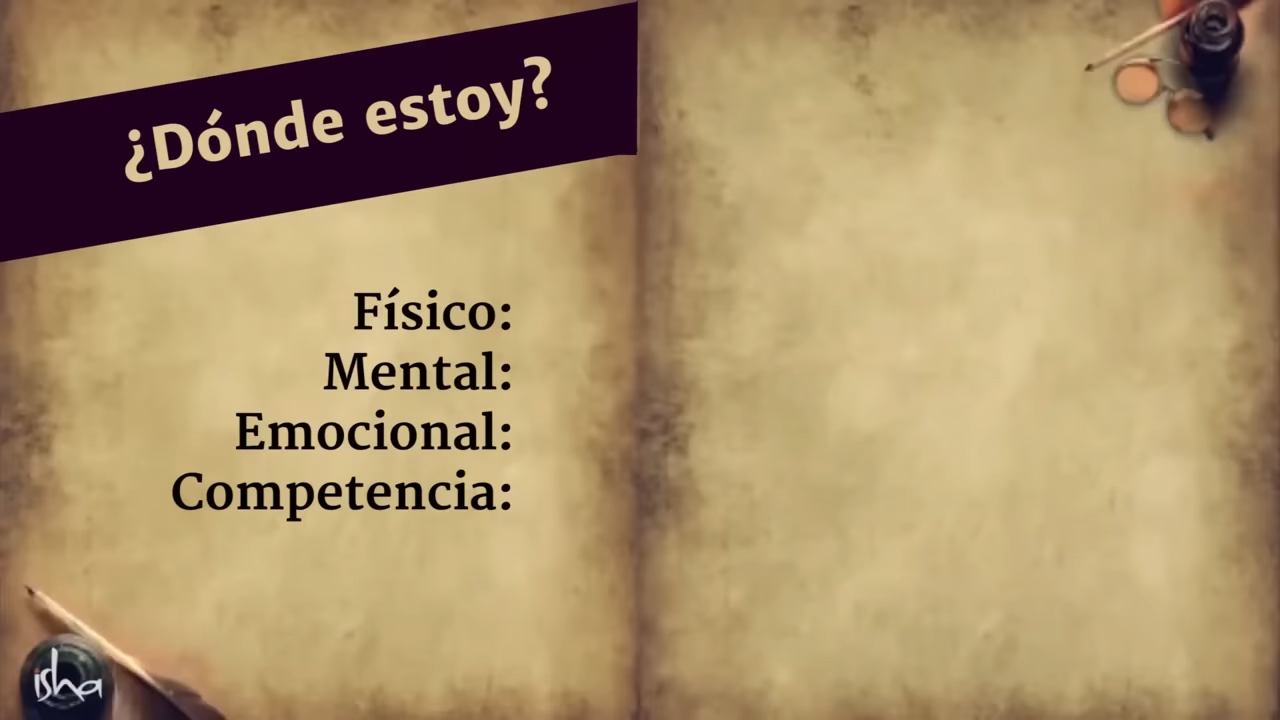 ¿Dónde estoy?
Físico:
Mental:
Emocional:
Competencia:
isha